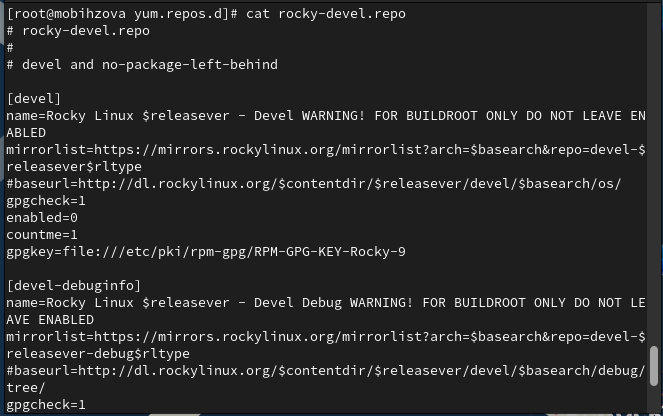 [root@mobihzova yum.repos.d]# cat rocky-devel.repo
# rocky-devel.repo
#
# devel and no-package-left-behind

[devel]
name=Rocky Linux $releasever - Devel WARNING! FOR BUILDROOT ONLY DO NOT LEAVE EN
ABLED
mirrorlist=https://mirrors.rockylinux.org/mirrorlist?arch=$basearch&repo=devel-$
releasever$rltype
#baseurl=http://dl.rockylinux.org/$contentdir/$releasever/devel/$basearch/os/
gpgcheck=1
enabled=0
countme=1
gpgkey=file:///etc/pki/rpm-gpg/RPM-GPG-KEY-Rocky-9

[devel-debuginfo]
name=Rocky Linux $releasever - Devel Debug WARNING! FOR BUILDROOT ONLY DO NOT LE
AVE ENABLED
mirrorlist=https://mirrors.rockylinux.org/mirrorlist?arch=$basearch&repo=devel-$
releasever-debug$rltype
#baseurl=http://dl.rockylinux.org/$contentdir/$releasever/devel/$basearch/debug/
tree/
gpgcheck=1